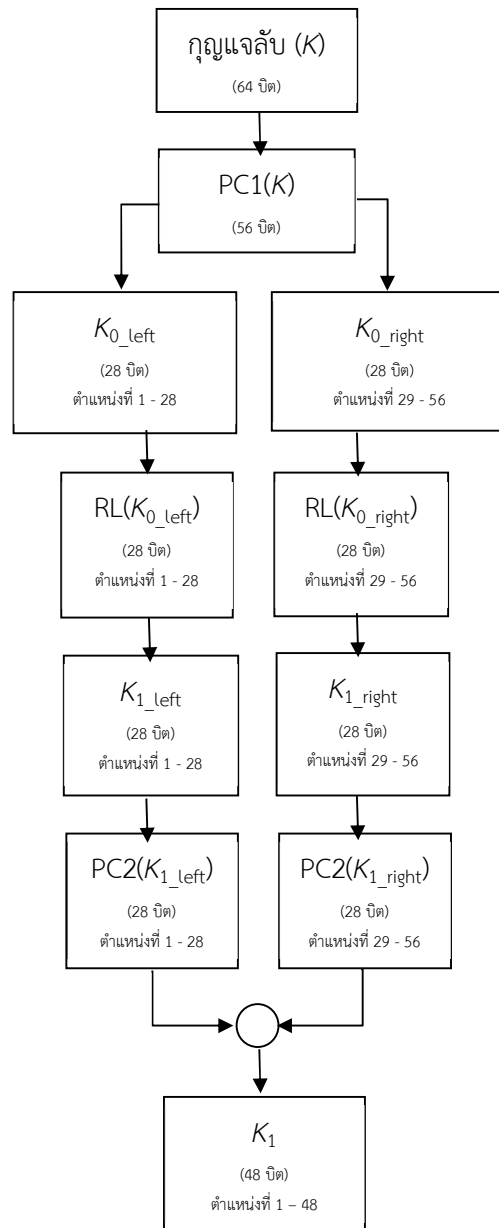 กุญแจลับ (K)
(64 บิต)
PC1(K)
(56 บิต)
K0_left
(28 บิต)
ตำแหน่งที่ 1 - 28
K0_right
(28 บิต)
ตำแหน่งที่ 29 - 56
RL(K0_left)
(28 บิต)
ตำแหน่งที่ 1 - 28
RL(K0_right)
(28 บิต)
ตำแหน่งที่ 29 - 56
K1_left
(28 บิต)
ตำแหน่งที่ 1 - 28
K1_right
(28 บิต)
ตำแหน่งที่ 29 - 56
PC2(K1_left)
(28 บิต)
ตำแหน่งที่ 1 - 28
PC2(K1_right)
(28 บิต)
ตำแหน่งที่ 29 - 56
K1
(48 บิต)
ตำแหน่งที่ 1 – 48